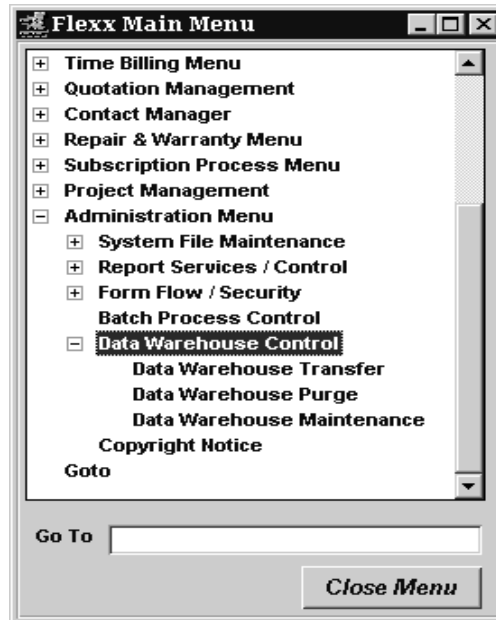 Flexx Main Menu
Time Billing Menu
Quotation Management
Contact Manager
Repair & Warranty Menu
Subscription Process Menu
Project Management
Administration Menu
System File Maintenance
Report Services / Control
Form Flow / Security
Batch Process Control
Data Warehouse Control
Data Warehouse Transfer
Data Warehouse Purge
Data Warehouse Maintenance
Copyright Notice
Goto
Go To
Close Menu